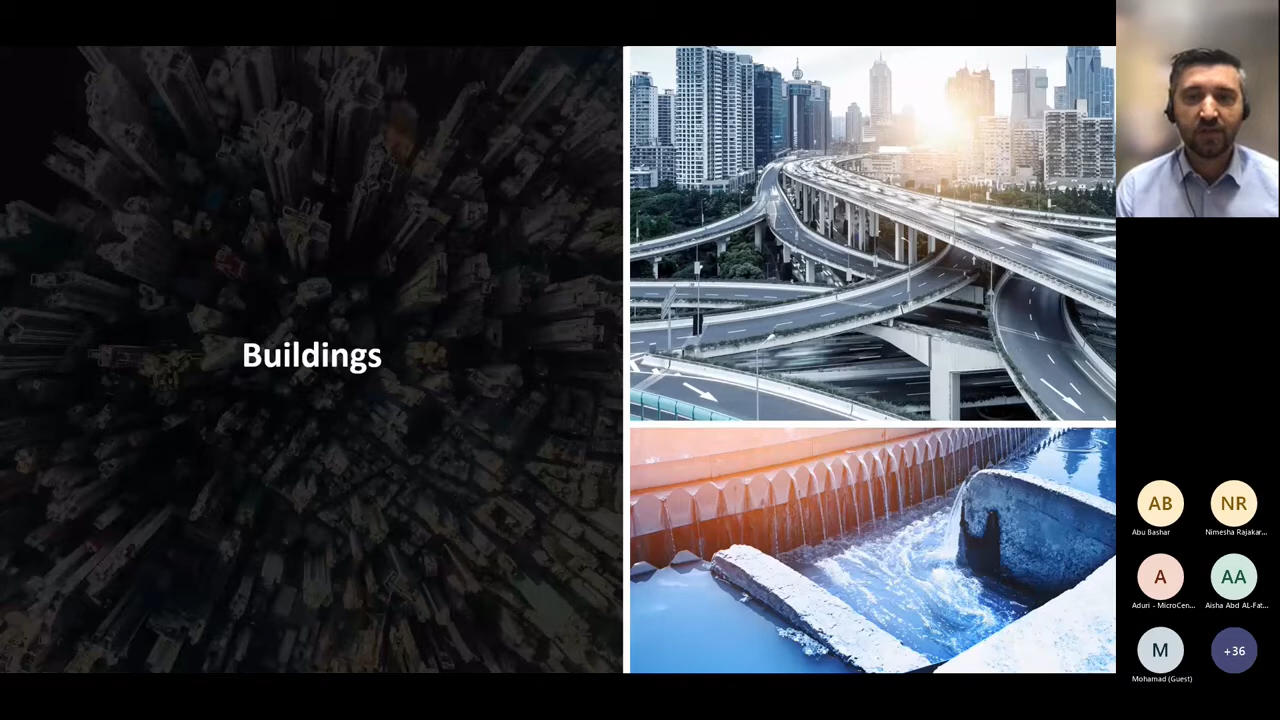 Buildings
AB
NR
Abu Bashar
Nimesha Rajakar...
A
AA
Aduri - MicroCen...
Aisha Abd AL-Fat...
M
+36
Mohamad (Guest)